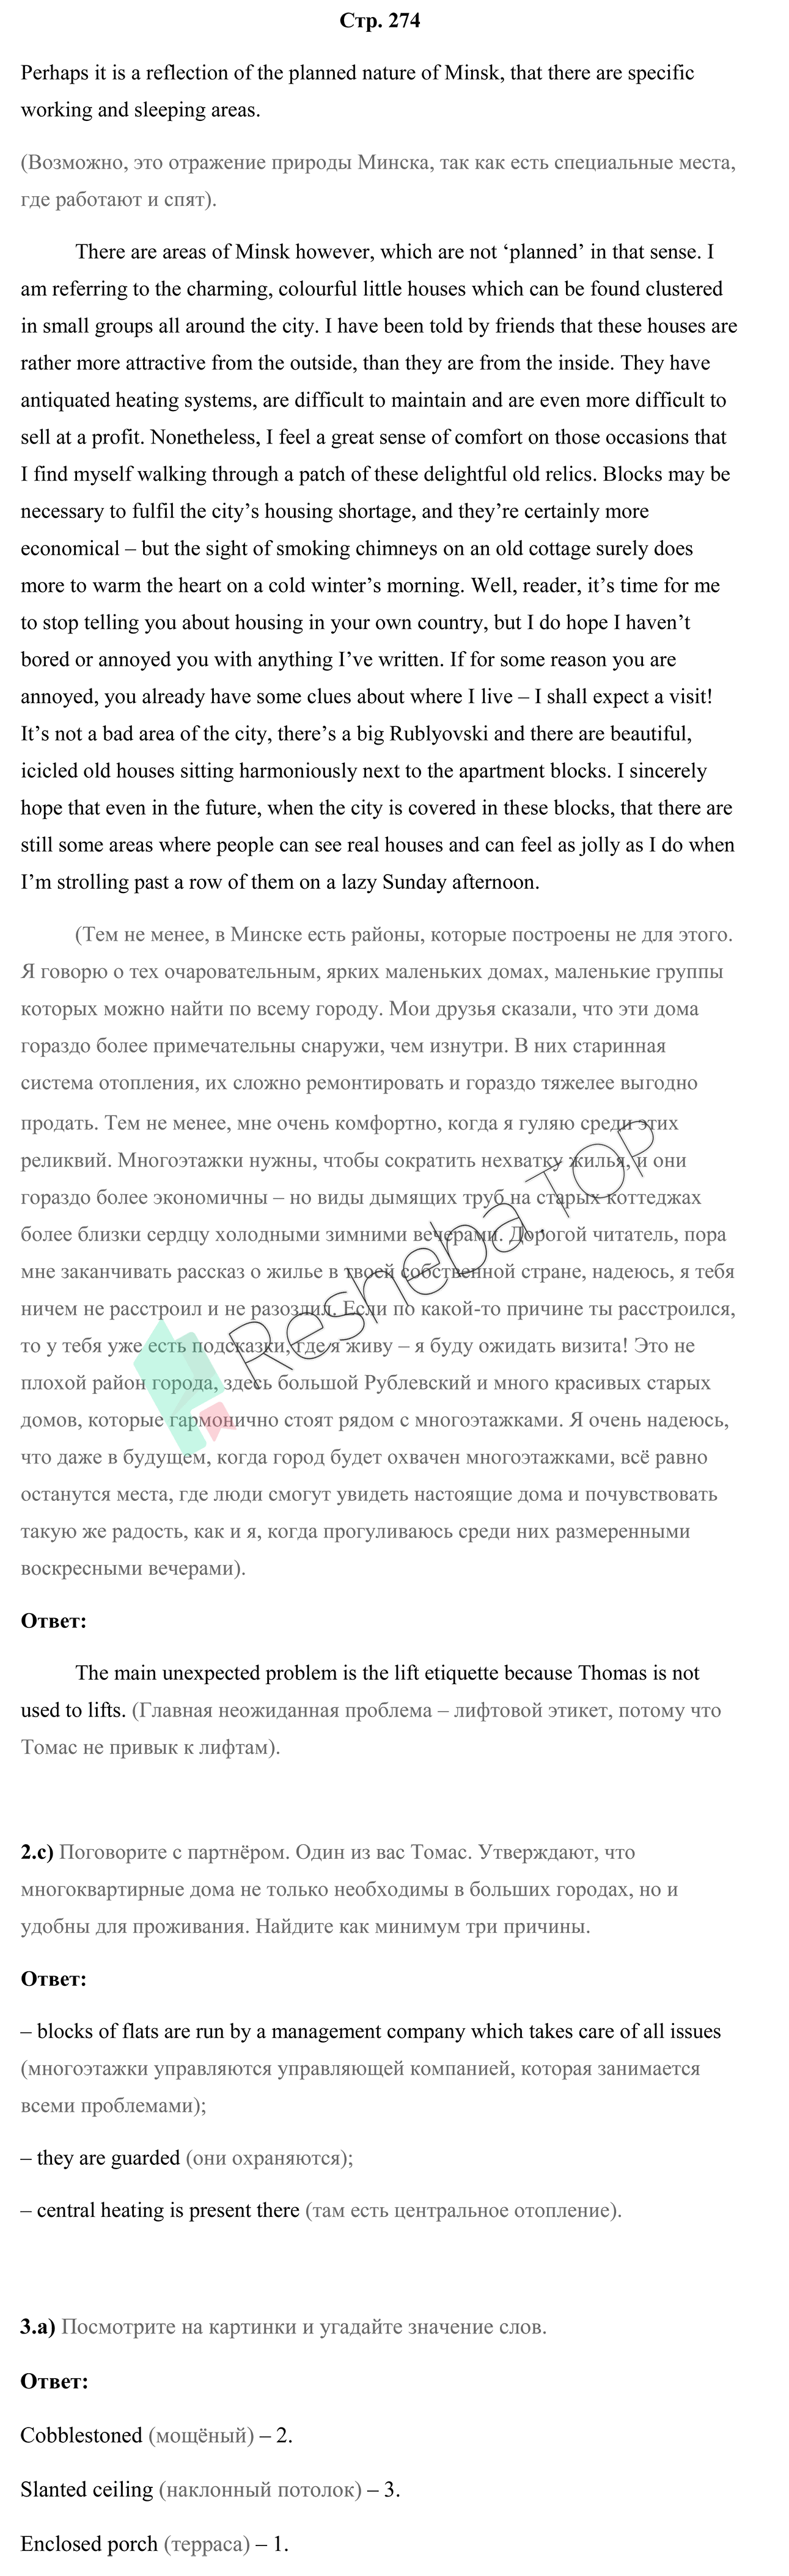 Стр. 274
Perhaps it is a reflection of the planned nature of Minsk, that there are specific
working and sleeping areas.
(Возможно, это отражение природы Минска, так как есть специальные места,
где работают и спят).
There are areas of Minsk however, which are not ‘planned’ in that sense. I
am referring to the charming, colourful little houses which can be found clustered
in small groups all around the city. I have been told by friends that these houses are
rather more attractive from the outside, than they are from the inside. They have
antiquated heating systems, are difficult to maintain and are even more difficult to
sell at a profit. Nonetheless, I feel a great sense of comfort on those occasions that
I find myself walking through a patch of these delightful old relics. Blocks may be
necessary to fulfil the city’s housing shortage, and they’re certainly more
economical – but the sight of smoking chimneys on an old cottage surely does
more to warm the heart on a cold winter’s morning. Well, reader, it’s time for me
to stop telling you about housing in your own country, but I do hope I haven’t
bored or annoyed you with anything I’ve written. If for some reason you are
annoyed, you already have some clues about where I live – I shall expect a visit!
It’s not a bad area of the city, there’s a big Rublyovski and there are beautiful,
icicled old houses sitting harmoniously next to the apartment blocks. I sincerely
hope that even in the future, when the city is covered in these blocks, that there are
still some areas where people can see real houses and can feel as jolly as I do when
I’m strolling past a row of them on a lazy Sunday afternoon.
(Тем не менее, в Минске есть районы, которые построены не для этого.
Я говорю о тех очаровательным, ярких маленьких домах, маленькие группы
которых можно найти по всему городу. Мои друзья сказали, что эти дома
гораздо более примечательны снаружи, чем изнутри. В них старинная
система отопления, их сложно ремонтировать и гораздо тяжелее выгодно
продать. Тем не менее, мне очень комфортно, когда я гуляю среди этих
реликвий. Многоэтажки нужны, чтобы сократить нехватку жилья, и они
гораздо более экономичны – но виды дымящих труб на старых коттеджах
более близки сердцу холодными зимними вечерами. Дорогой читатель, пора
мне заканчивать рассказ о жилье в твоей собственной стране, надеюсь, я тебя
ничем не расстроил и не разозлил. Если по какой-то причине ты расстроился,
то у тебя уже есть подсказки, где я живу – я буду ожидать визита! Это не
плохой район города, здесь большой Рублевский и много красивых старых
домов, которые гармонично стоят рядом с многоэтажками. Я очень надеюсь,
что даже в будущем, когда город будет охвачен многоэтажками, всё равно
останутся места, где люди смогут увидеть настоящие дома и почувствовать
такую же радость, как и я, когда прогуливаюсь среди них размеренными
воскресными вечерами).
Resheba.TOP
Ответ:
The main unexpected problem is the lift etiquette because Thomas is not
used to lifts. (Главная неожиданная проблема – лифтовой этикет, потому что
Томас не привык к лифтам).
2.c) Поговорите с партнёром. Один из вас Томас. Утверждают, что
многоквартирные дома не только необходимы в больших городах, но и
удобны для проживания. Найдите как минимум три причины.
Ответ:
– blocks of flats are run by a management company which takes care of all issues
(многоэтажки управляются управляющей компанией, которая занимается
всеми проблемами);
– they are guarded (они охраняются);
– central heating is present there (там есть центральное отопление).
3.a) Посмотрите на картинки и угадайте значение слов.
Ответ:
Cobblestoned (мощёный) – 2.
Slanted ceiling (наклонный потолок) – 3.
Enclosed porch (терраса) – 1.